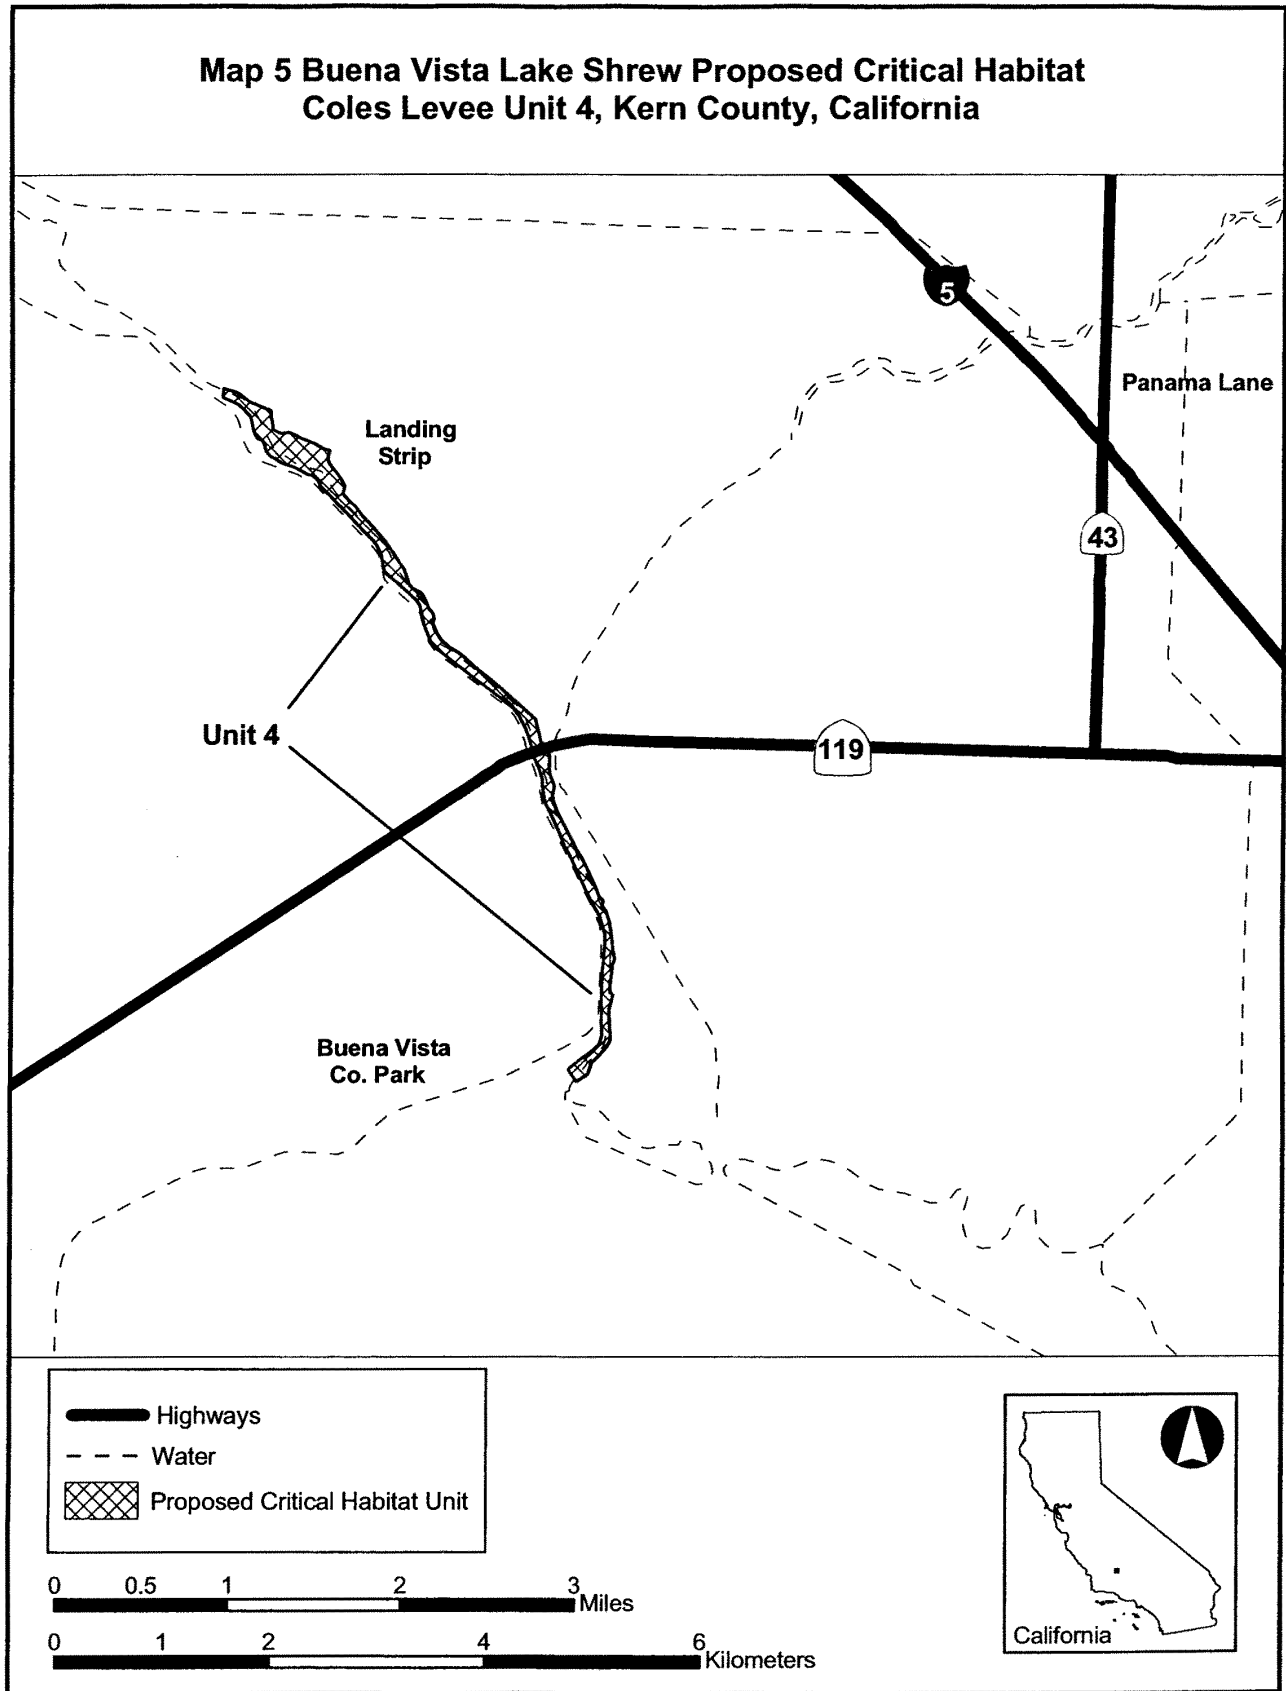 Map 5 Buena Vista Lake Shrew Proposed Critical Habitat
Coles Levee Unit 4, Kern County, California
5
Panama Lane
Landing
Strip
43
Unit 4
119
Buena Vista
Co. Park
Highways
Water
Proposed Critical Habitat Unit
0 0.5 1 2 3
Miles
0 1 2 4 6
Kilometers
California